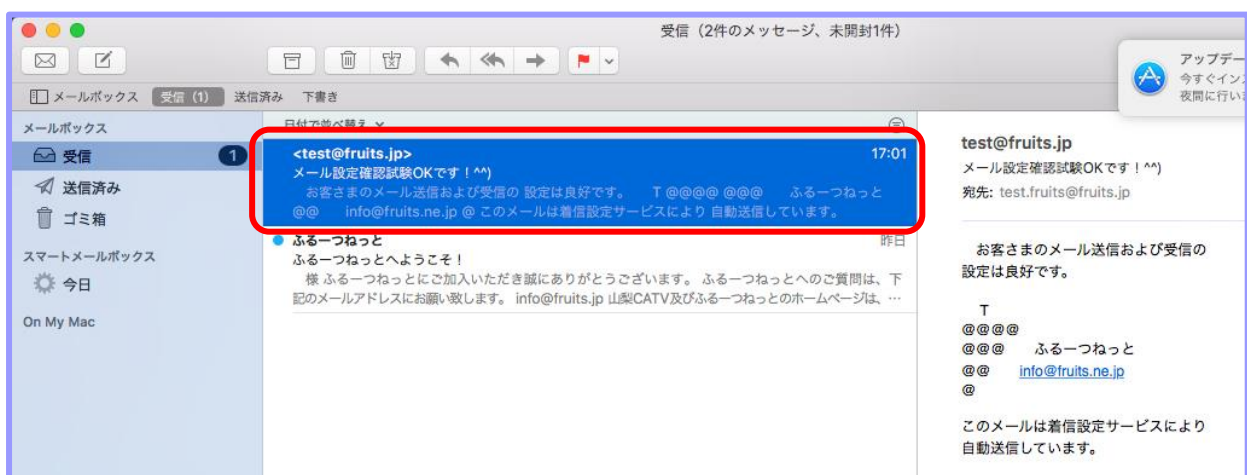 受信（2件のメッセージ、未開封1件）
アップデー
今すぐイン
夜間に行い
メールボックス 受信 (1) 送信済み 下書き
メールボックス
受信 1
送信済み
ゴミ箱
スマートメールボックス
今日
On My Mac
日付で並べ替え
<test@fruits.jp> 17:01
メール設定確認試験OKです！^^)
お客さまのメール送信および受信の 設定は良好です。 T @@@@ @@@ ふるーつねっと
@@ info@fruits.ne.jp @ このメールは着信設定サービスにより 自動送信しています。
ふるーつねっと 昨日
ふるーつねっとへようこそ！
様 ふるーつねっとにご加入いただき誠にありがとうございます。 ふるーつねっとへのご質問は、下
記のメールアドレスにお願い致します。 info@fruits.jp 山梨CATV及びふるーつねっとのホームページは、…
test@fruits.jp
メール設定確認試験OKです！^^)
宛先: test.fruits@fruits.jp
お客さまのメール送信および受信の
設定は良好です。
T
@@@@
@@@ ふるーつねっと
@@ info@fruits.ne.jp
@
このメールは着信設定サービスにより
自動送信しています。